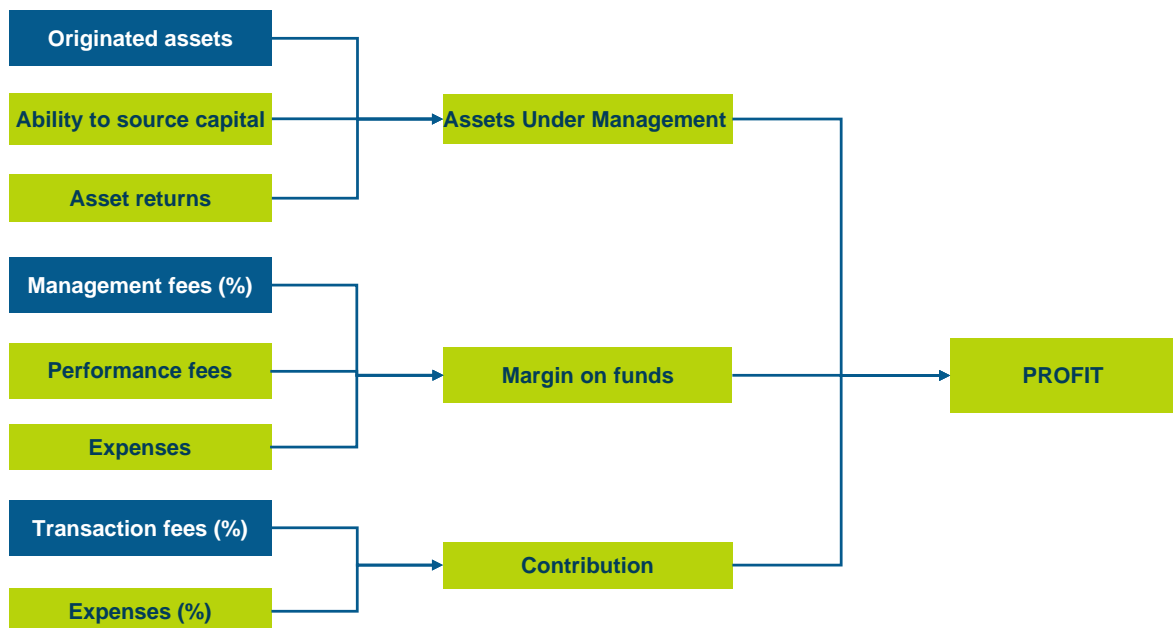 Originated assets
Ability to source capital
Asset returns
Assets Under Management
Management fees (%)
Performance fees
Expenses
Margin on funds
PROFIT
Transaction fees (%)
Expenses (%)
Contribution